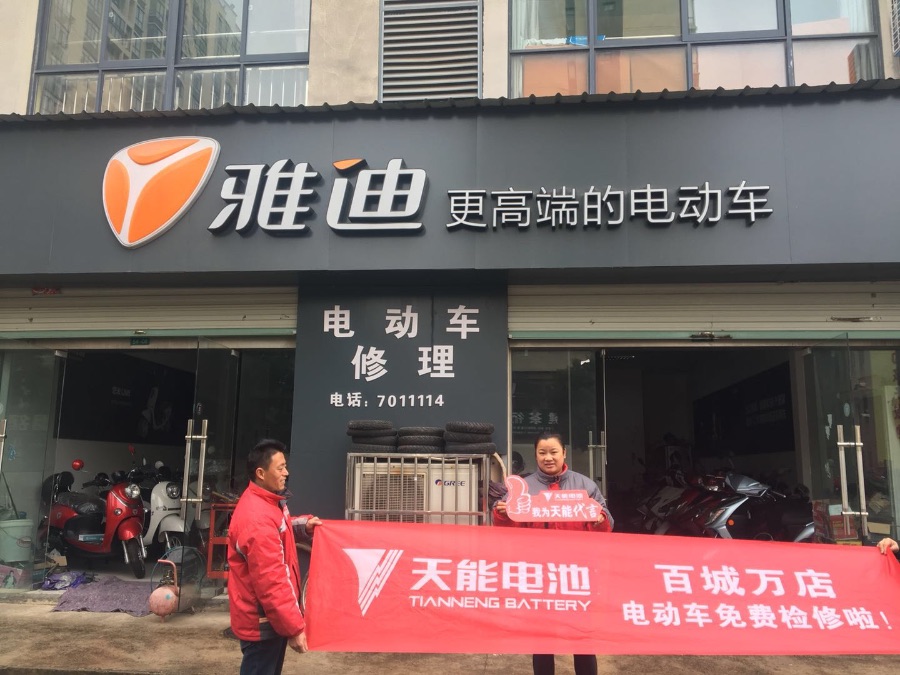 雅迪 更高端的电动车
电动车
修理
电话:7011114
GREE
天能电池
我为天能代言
天能电池
TIANNENG BATTERY
百城万店
电动车免费检修啦!